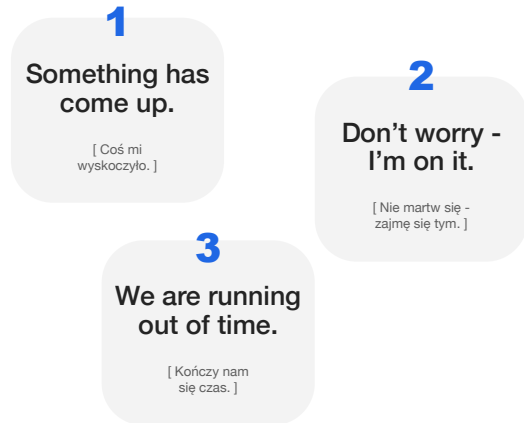 1
Something has
come up.
[ Coś mi
wyskoczyło. ]
2
Don't worry -
I'm on it.
[ Nie martw się -
zajmę się tym. ]
3
We are running
out of time.
[ Kończy nam
się czas. ]